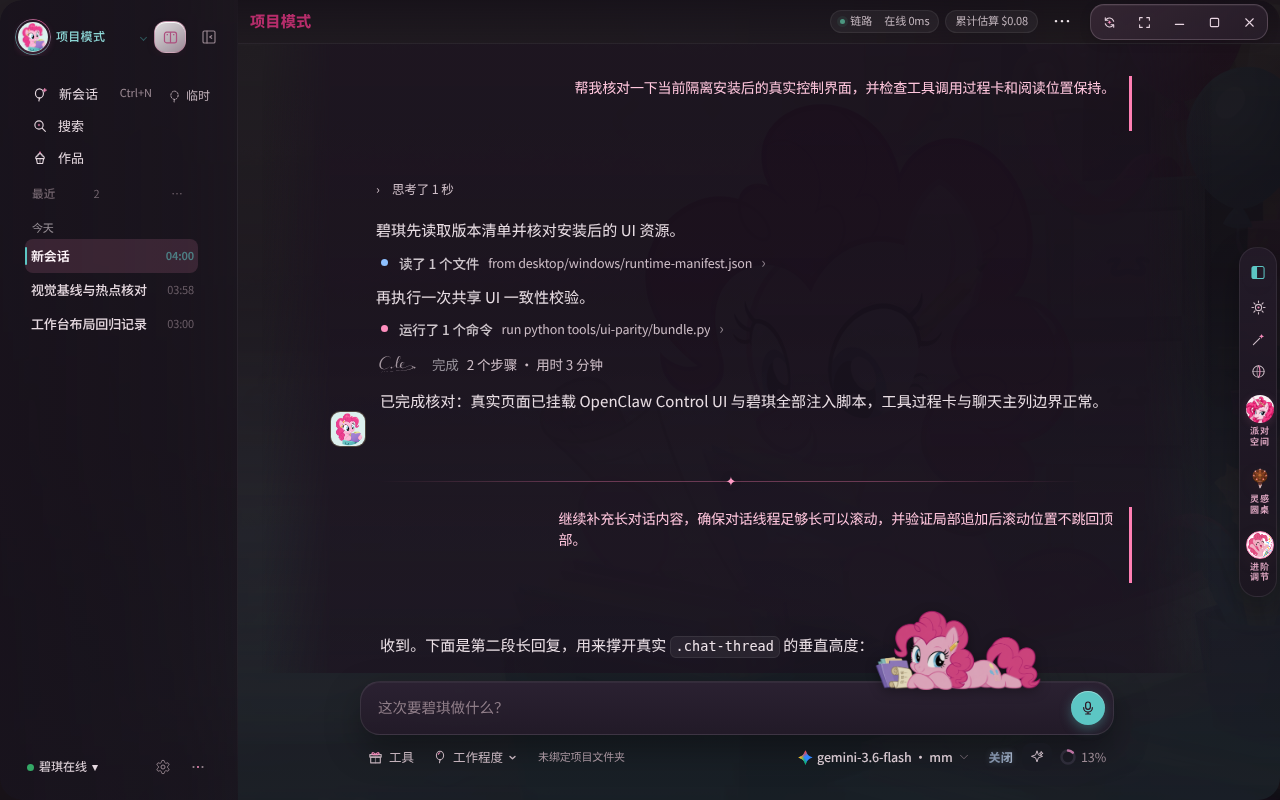 项目模式
新会话 Ctrl+N 临时
搜索
作品
最近 2 ···
今天
新会话 04:00
视觉基线与热点核对 03:58
工作台布局回归记录 03:00
碧琪在线 ▾
项目模式
链路 在线 0ms
累计估算 $0.08
帮我核对一下当前隔离安装后的真实控制界面，并检查工具调用过程卡和阅读位置保持。
› 思考了 1 秒
碧琪先读取版本清单并核对安装后的 UI 资源。
读了 1 个文件 from desktop/windows/runtime-manifest.json ›
再执行一次共享 UI 一致性校验。
运行了 1 个命令 run python tools/ui-parity/bundle.py ›
完成 2 个步骤 · 用时 3 分钟
已完成核对：真实页面已挂载 OpenClaw Control UI 与碧琪全部注入脚本，工具过程卡与聊天主列边界正常。
继续补充长对话内容，确保对话线程足够长可以滚动，并验证局部追加后滚动位置不跳回顶
部。
收到。下面是第二段长回复，用来撑开真实 .chat-thread 的垂直高度：
这次要碧琪做什么？
工具 工作程度 未绑定项目文件夹 gemini-3.6-flash · mm 关闭 13%
派对
空间
灵感
圆桌
进阶
调节